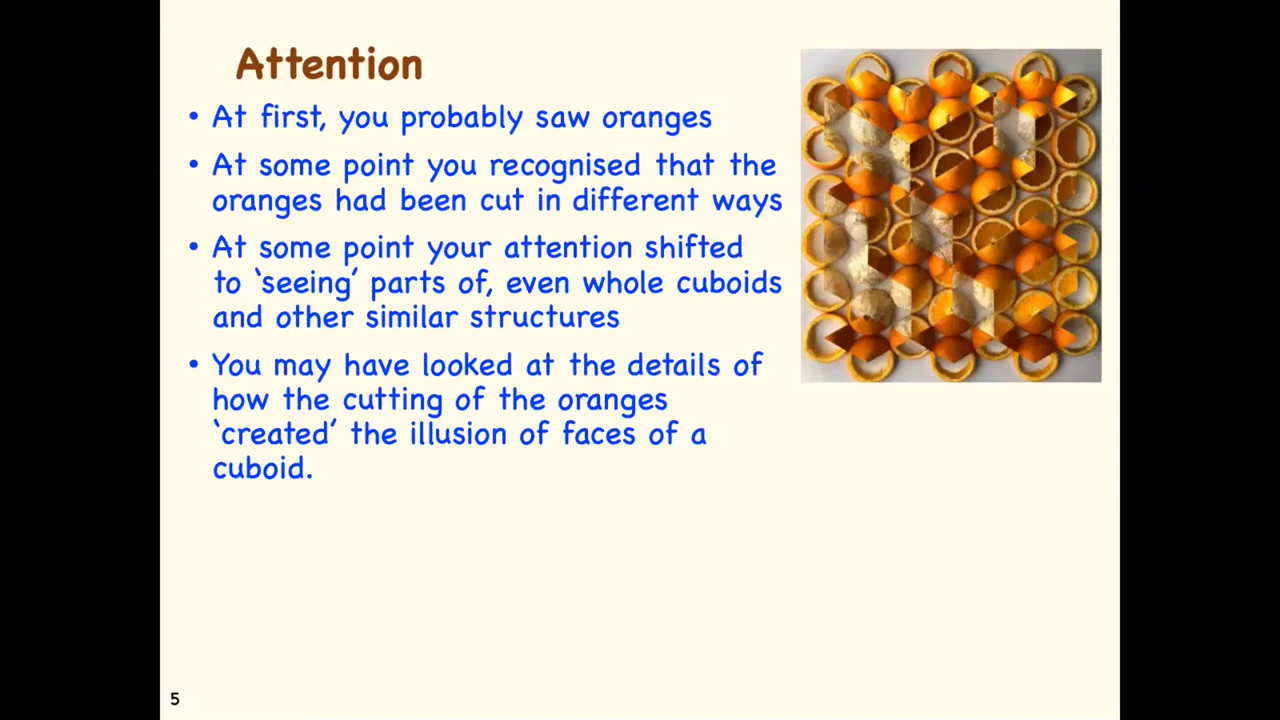 Attention
• At first, you probably saw oranges
• At some point you recognised that the
oranges had been cut in different ways
• At some point your attention shifted
to ‘seeing’ parts of, even whole cuboids
and other similar structures
• You may have looked at the details of
how the cutting of the oranges
‘created’ the illusion of faces of a
cuboid.
5